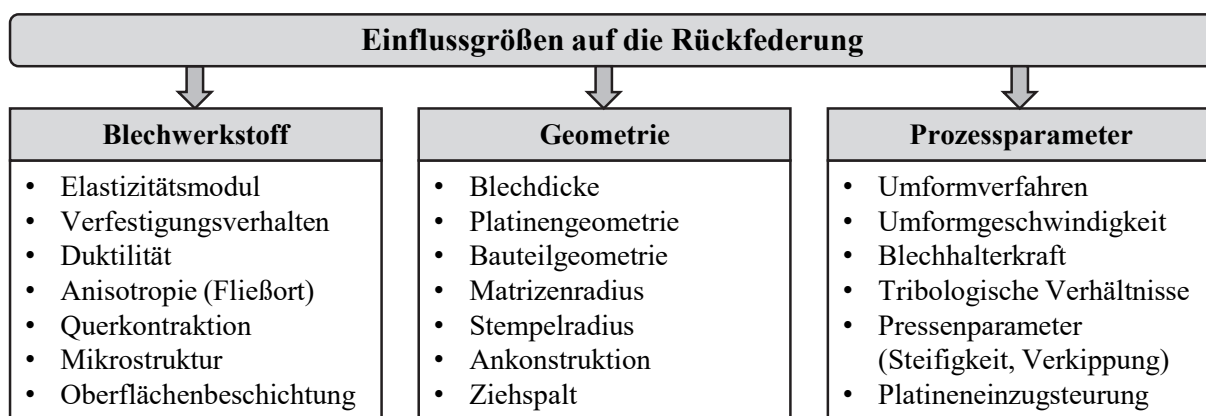 Einflussgrößen auf die Rückfederung
Blechwerkstoff
• Elastizitätsmodul
• Verfestigungsverhalten
• Duktilität
• Anisotropie (Fließort)
• Querkontraktion
• Mikrostruktur
• Oberflächenbeschichtung
Geometrie
• Blechdicke
• Platinengeometrie
• Bauteilgeometrie
• Matrizenradius
• Stempelradius
• Ankonstruktion
• Ziehspalt
Prozessparameter
• Umformverfahren
• Umformgeschwindigkeit
• Blechhalterkraft
• Tribologische Verhältnisse
• Pressenparameter
(Steifigkeit, Verkippung)
• Platineneinzugsteurung